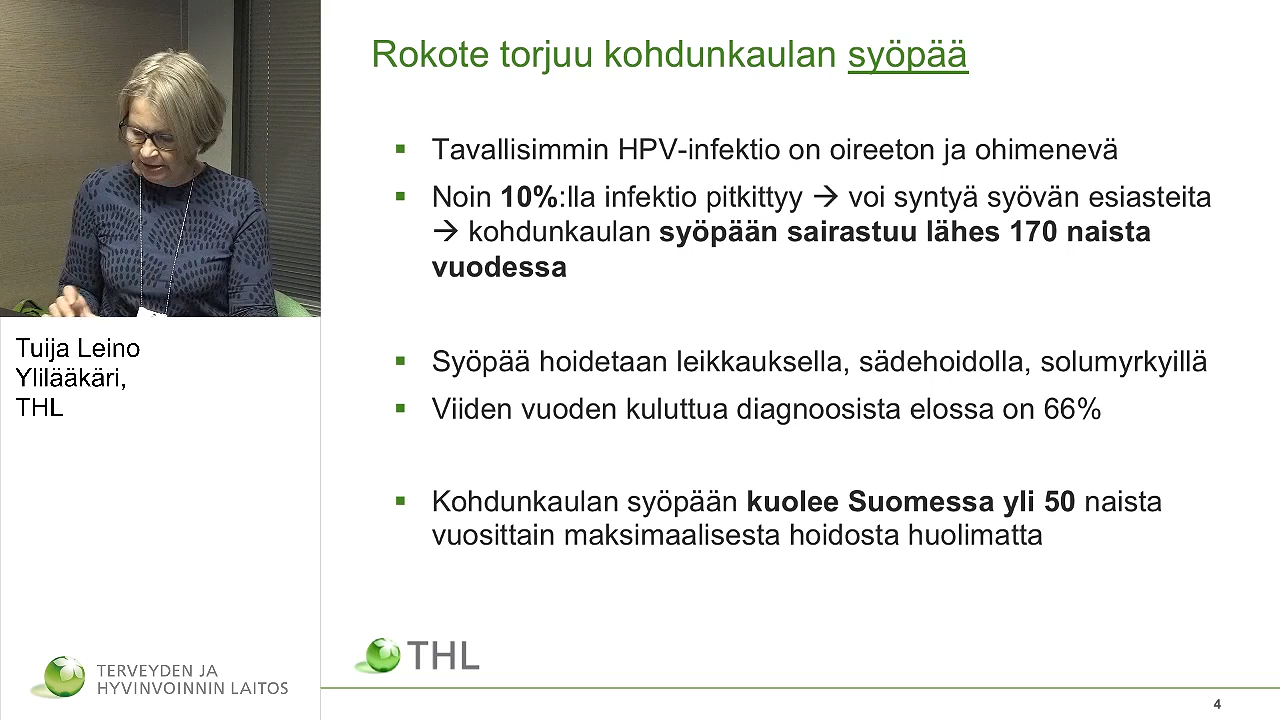 Rokote torjuu kohdunkaulan syöpää
Tavallisimmin HPV-infektio on oireeton ja ohimenevä
Noin 10%:lla infektio pitkittyy → voi syntyä syövän esiasteita
→ kohdunkaulan syöpään sairastuu lähes 170 naista
vuodessa
Syöpää hoidetaan leikkauksella, sädehoidolla, solumyrkyillä
Viiden vuoden kuluttua diagnoosista elossa on 66%
Kohdunkaulan syöpään kuolee Suomessa yli 50 naista
vuosittain maksimaalisesta hoidosta huolimatta
Tuija Leino
Ylilääkäri,
THL
TERVEYDEN JA
HYVINVOINNIN LAITOS
THL
4